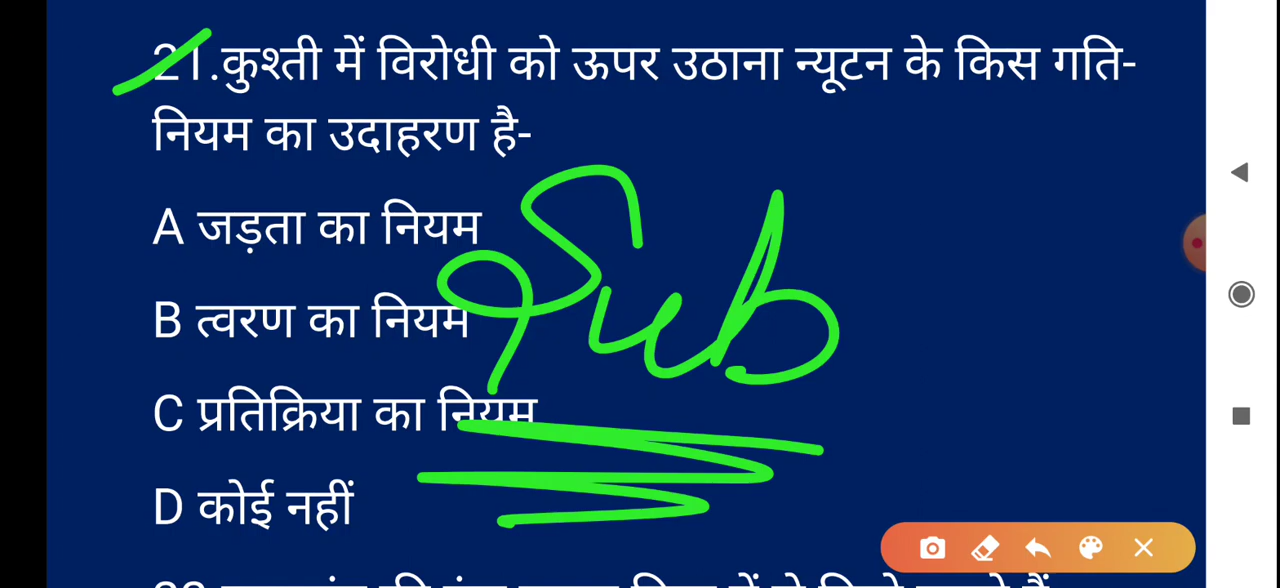 21.कुश्ती में विरोधी को ऊपर उठाना न्यूटन के किस गति-
नियम का उदाहरण है-
A जड़ता का नियम
B त्वरण का नियम
Sub
C प्रतिक्रिया का नियम
D कोई नहीं